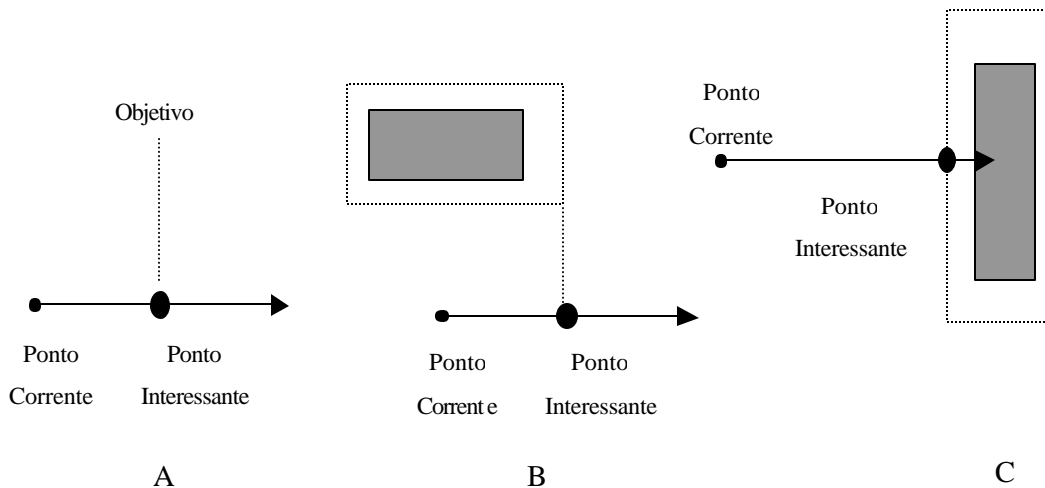 Objetivo
Ponto
Corrente
Ponto
Interessante
A
Ponto
Corrente
Ponto
Interessante
B
Ponto
Corrente
Ponto
Interessante
C